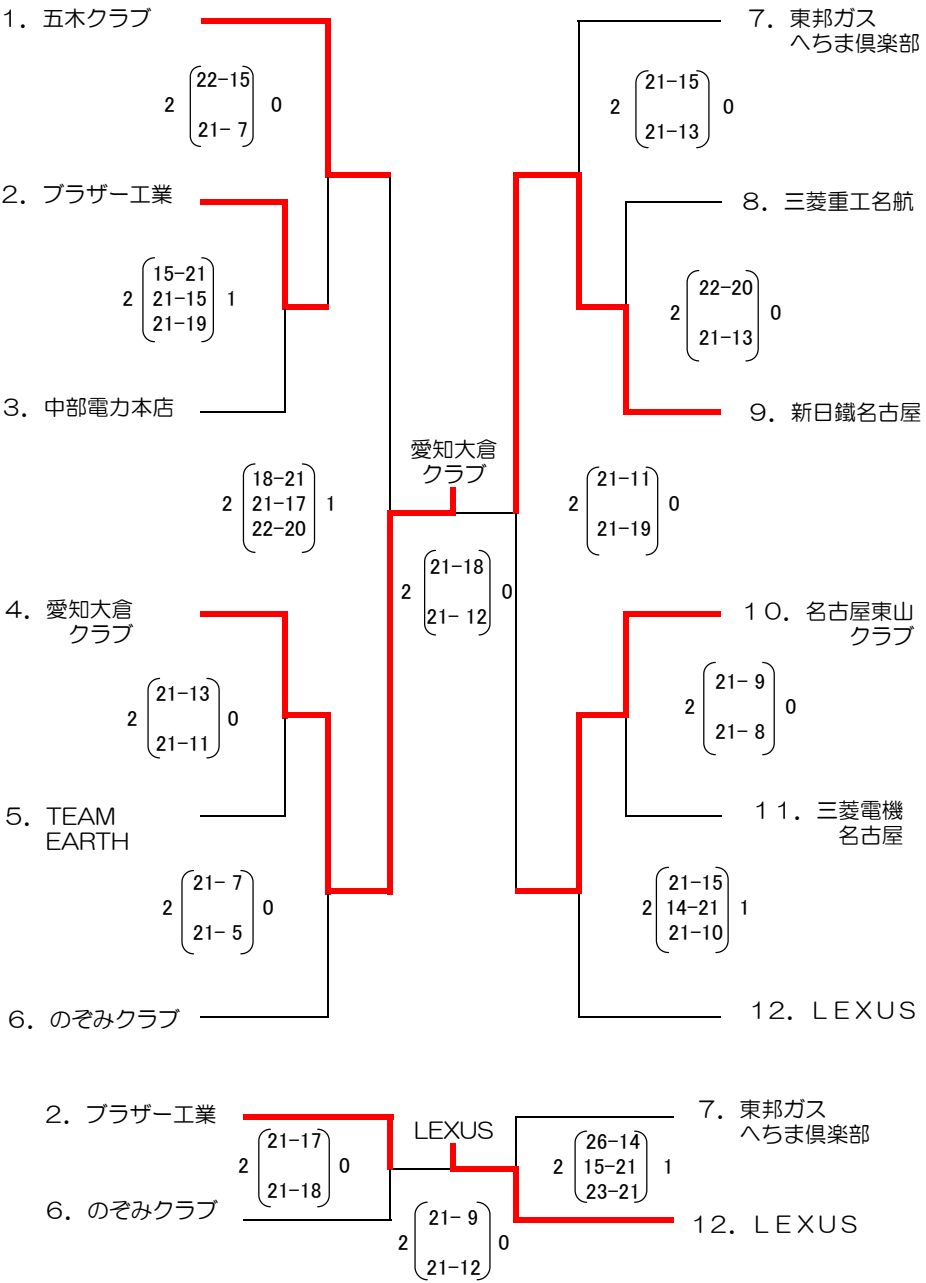 1. 五木クラブ
7. 東邦ガス
へちま倶楽部
22-15
2 0
21- 7
21-15
2 0
21-13
2. ブラザー工業
8. 三菱重工名航
15-21
2 21-15 1
21-19
22-20
2 0
21-13
3. 中部電力本店
9. 新日鐵名古屋
愛知大倉
クラブ
18-21
2 21-17 1
22-20
21-11
2 0
21-19
21-18
2 0
21- 12
4. 愛知大倉
クラブ
10. 名古屋東山
クラブ
21-13
2 0
21-11
21- 9
2 0
21- 8
5. TEAM
EARTH
11. 三菱電機
名古屋
21- 7
2 0
21- 5
21-15
2 14-21 1
21-10
6. のぞみクラブ
12. LEXUS
2. ブラザー工業
7. 東邦ガス
へちま倶楽部
LEXUS
21-17
2 0
21-18
26-14
2 15-21 1
23-21
6. のぞみクラブ
12. LEXUS
21- 9
2 0
21-12